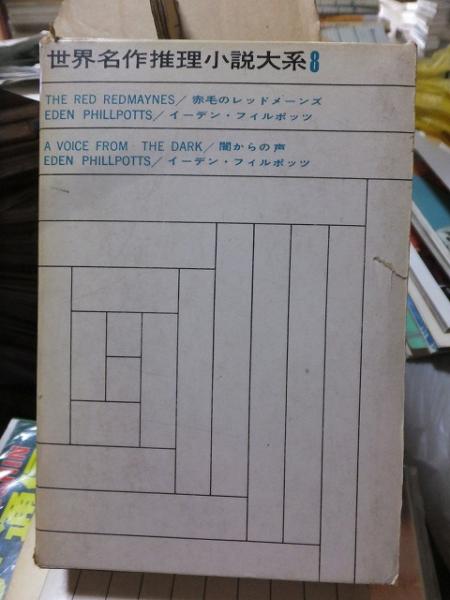 世界名作推理小説大系8
THE RED REDMAYNES/赤毛のレッドメーンズ
EDEN PHILLPOTTS/イーデン・フィルポッツ
A VOICE FROM THE DARK/闇からの声
EDEN PHILLPOTTS/イーデン・フィルポッツ